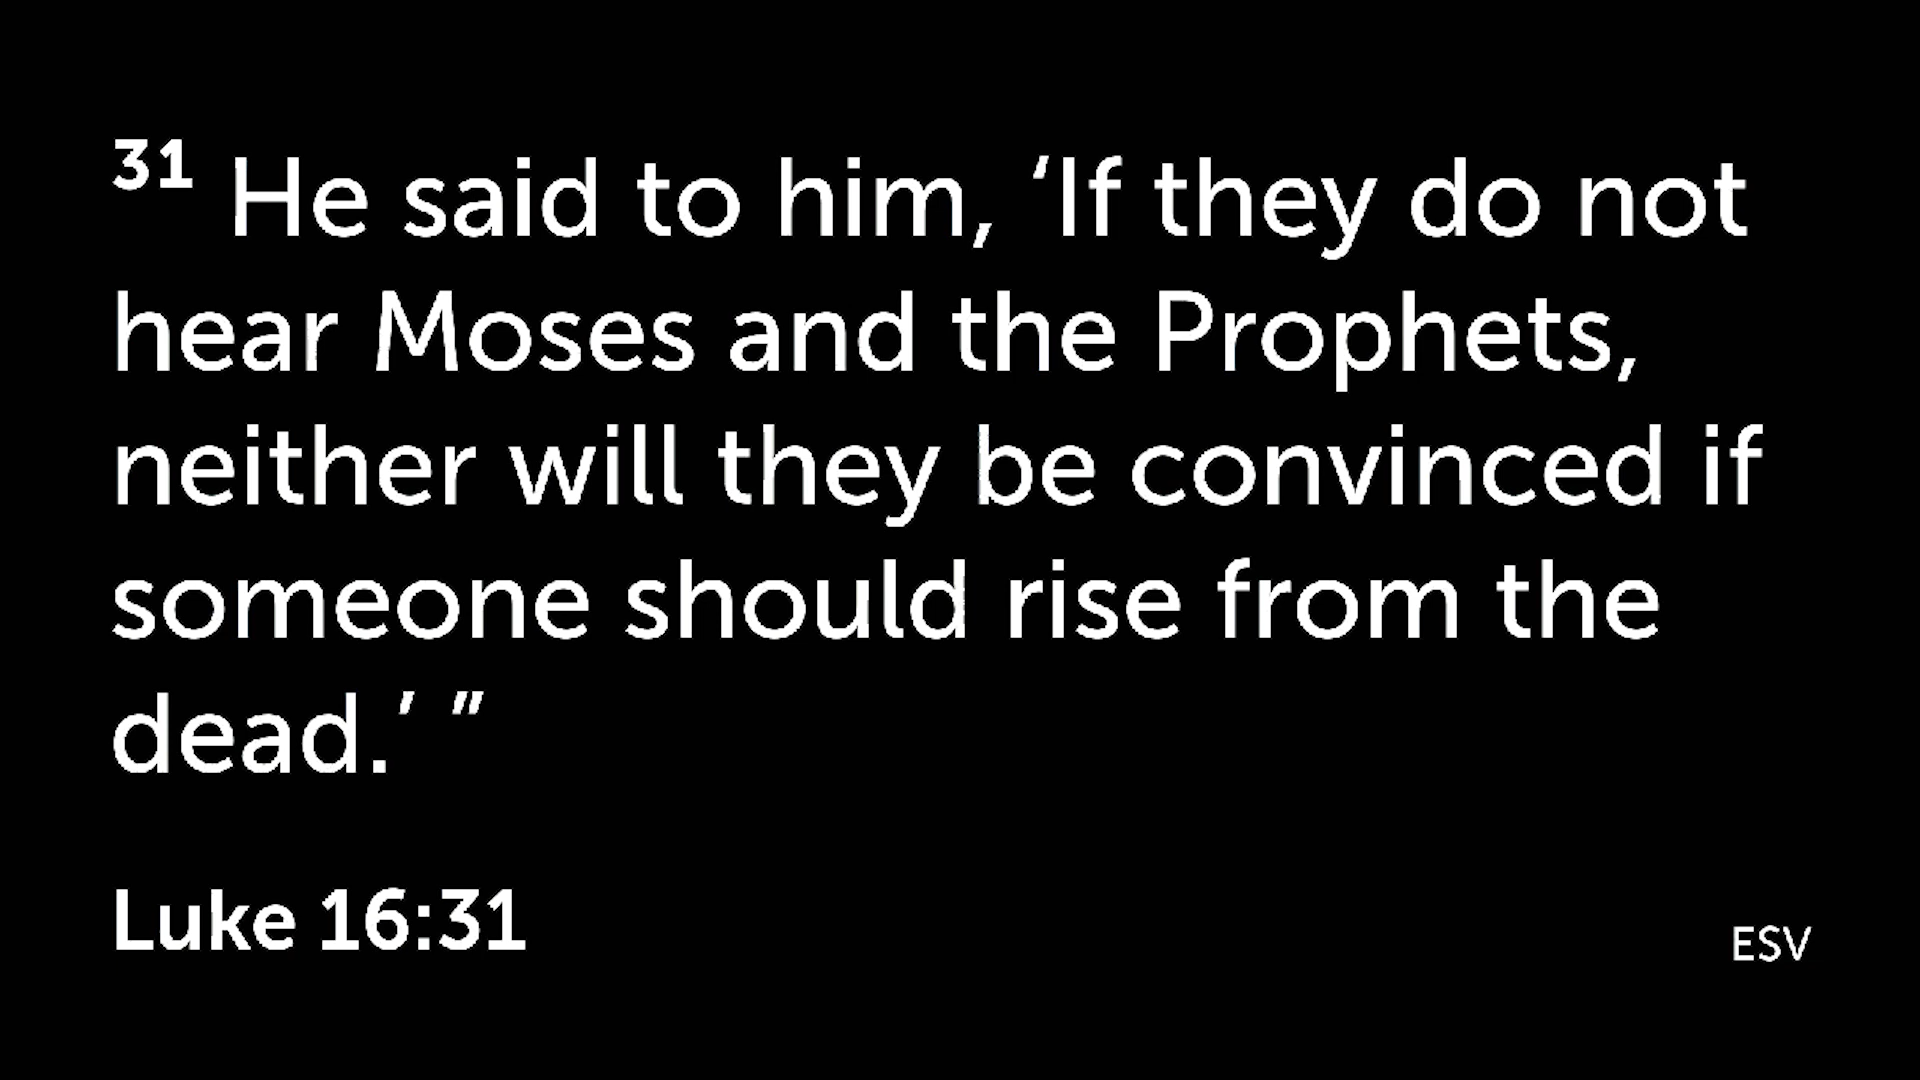 31 He said to him, ‘If they do not
hear Moses and the Prophets,
neither will they be convinced if
someone should rise from the
dead.’ ”
Luke 16:31
ESV